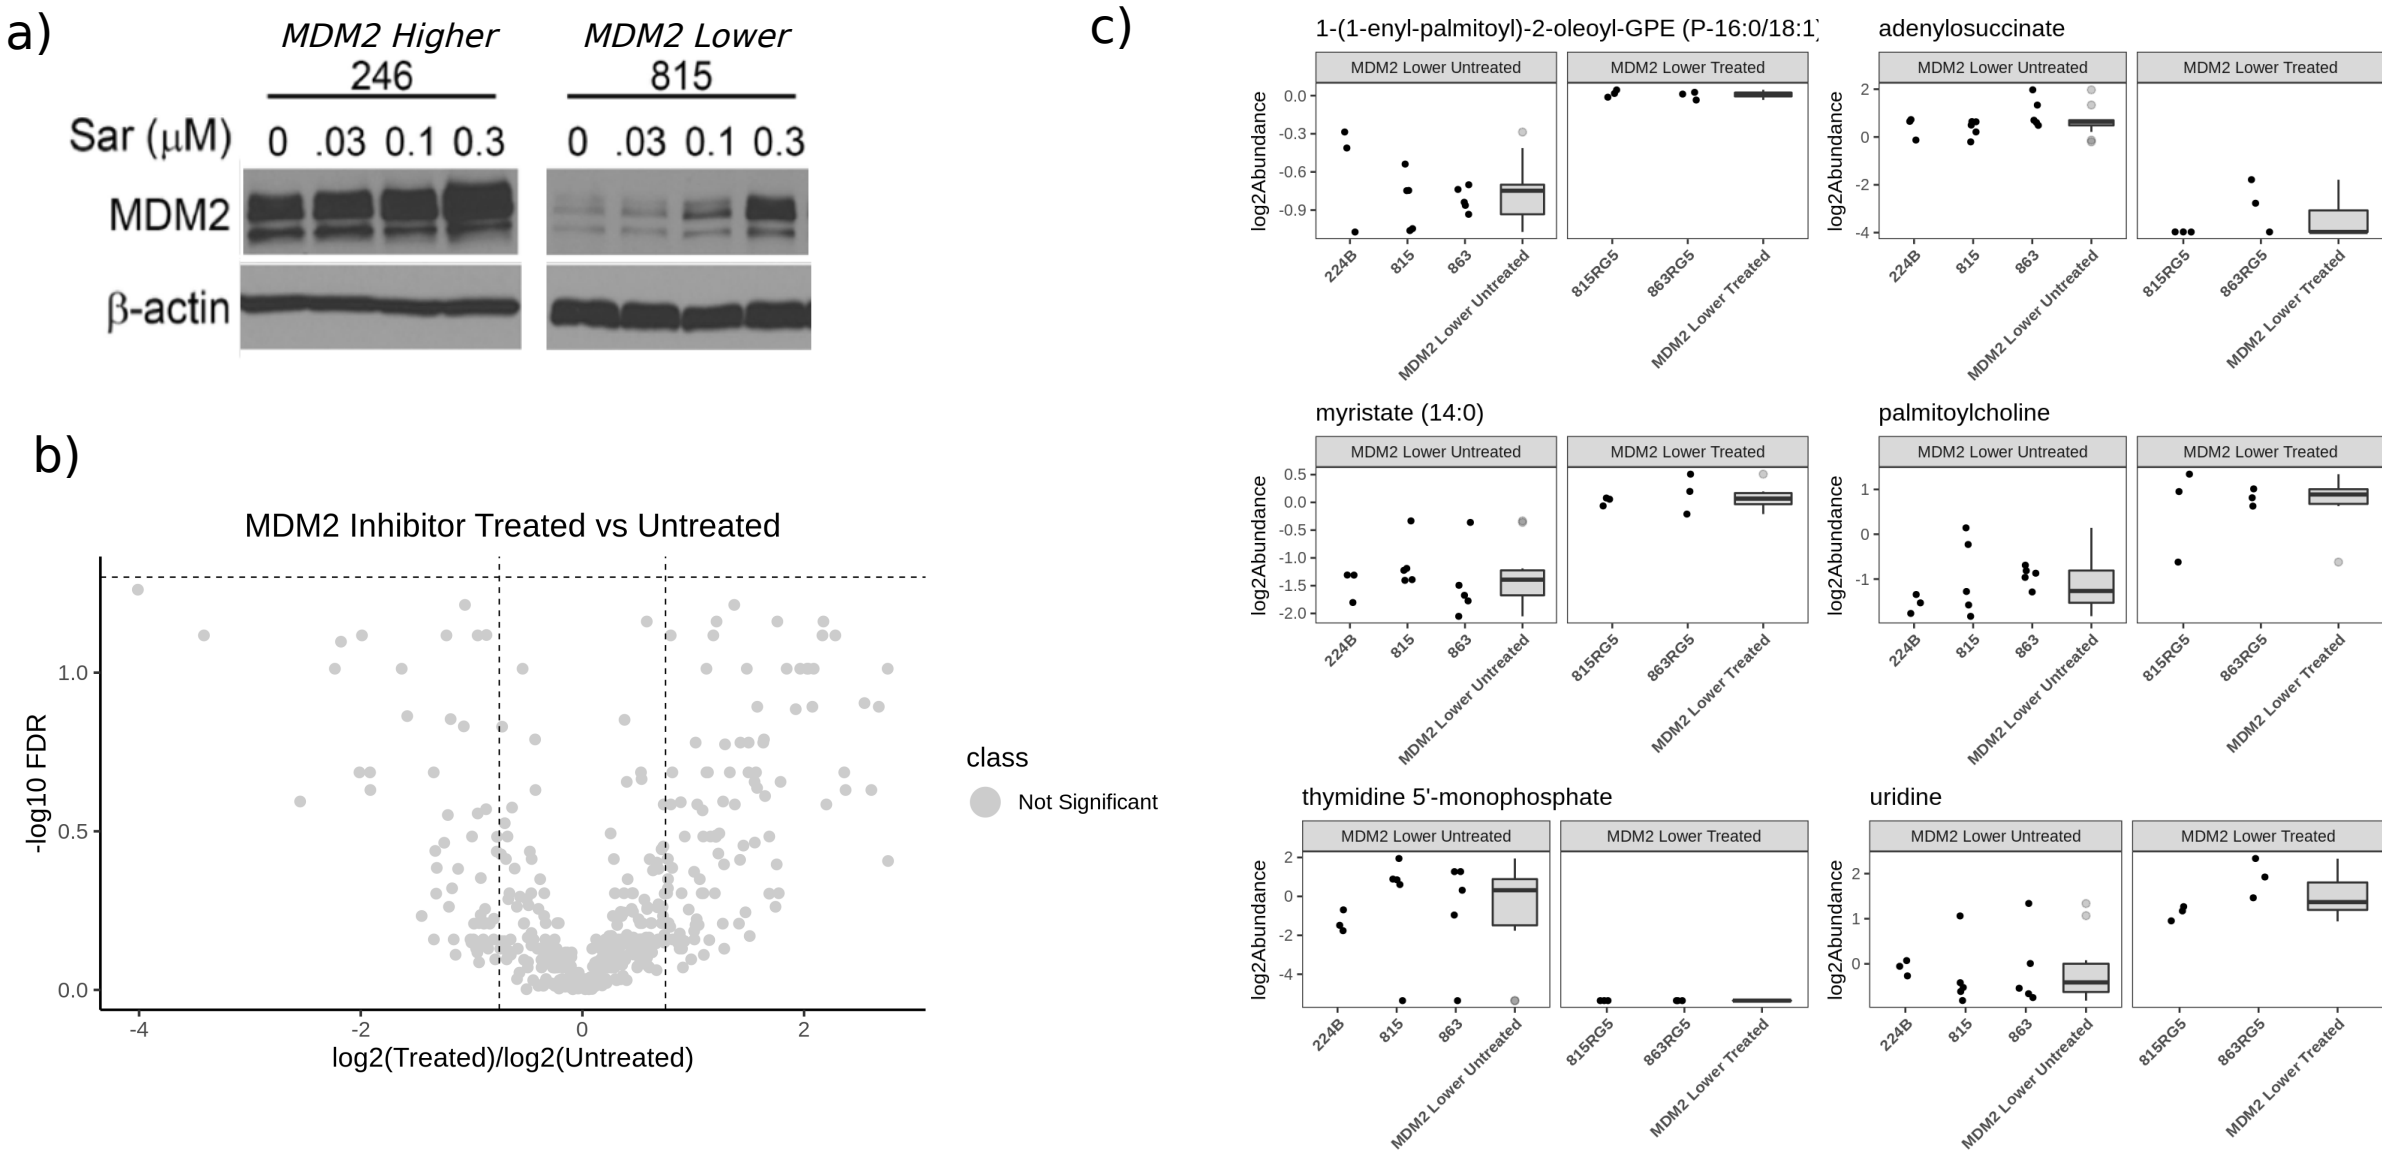 a)
MDM2 Higher
MDM2 Lower
246
815
Sar (μM)
0 .03 0.1 0.3
0 .03 0.1 0.3
MDM2
β-actin
b)
MDM2 Inhibitor Treated vs Untreated
-log10 FDR
1.0
0.5
0.0
-4
-2
0
2
log2(Treated)/log2(Untreated)
class
Not Significant
c)
1-(1-enyl-palmitoyl)-2-oleoyl-GPE (P-16:0/18:1)
MDM2 Lower Untreated
MDM2 Lower Treated
log2Abundance
0.0
-0.3
-0.6
-0.9
224B
815
863
MDM2 Lower Untreated
815RG5
863RG5
MDM2 Lower Treated
adenylosuccinate
MDM2 Lower Untreated
MDM2 Lower Treated
log2Abundance
2
0
-2
-4
224B
815
863
MDM2 Lower Untreated
815RG5
863RG5
MDM2 Lower Treated
myristate (14:0)
MDM2 Lower Untreated
MDM2 Lower Treated
log2Abundance
0.5
0.0
-0.5
-1.0
-1.5
-2.0
224B
815
863
MDM2 Lower Untreated
815RG5
863RG5
MDM2 Lower Treated
palmitoylcholine
MDM2 Lower Untreated
MDM2 Lower Treated
log2Abundance
1
0
-1
224B
815
863
MDM2 Lower Untreated
815RG5
863RG5
MDM2 Lower Treated
thymidine 5'-monophosphate
MDM2 Lower Untreated
MDM2 Lower Treated
log2Abundance
2
0
-2
-4
224B
815
863
MDM2 Lower Untreated
815RG5
863RG5
MDM2 Lower Treated
uridine
MDM2 Lower Untreated
MDM2 Lower Treated
log2Abundance
2
1
0
224B
815
863
MDM2 Lower Untreated
815RG5
863RG5
MDM2 Lower Treated